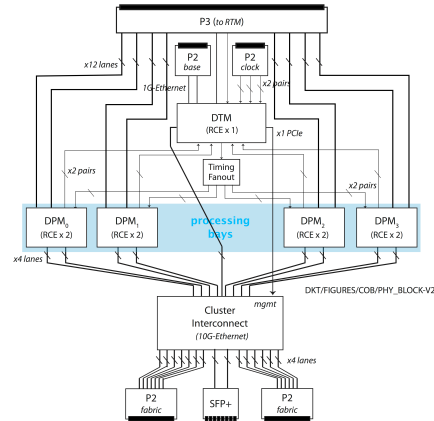 P3 (to RTM)
x12 lanes
P2
base
P2
clock
1G-Ethernet
x2 pairs
DTM
(RCE x 1)
x1 PCIe
Timing
Fanout
x2 pairs
x2 pairs
DPM0
(RCE x 2)
DPM1
(RCE x 2)
processing
bays
DPM2
(RCE x 2)
DPM3
(RCE x 2)
x4 lanes
DKT/FIGURES/COB/PHY_BLOCK-V2
mgmt
Cluster
Interconnect
(10G-Ethernet)
x4 lanes
P2
fabric
SFP+
P2
fabric